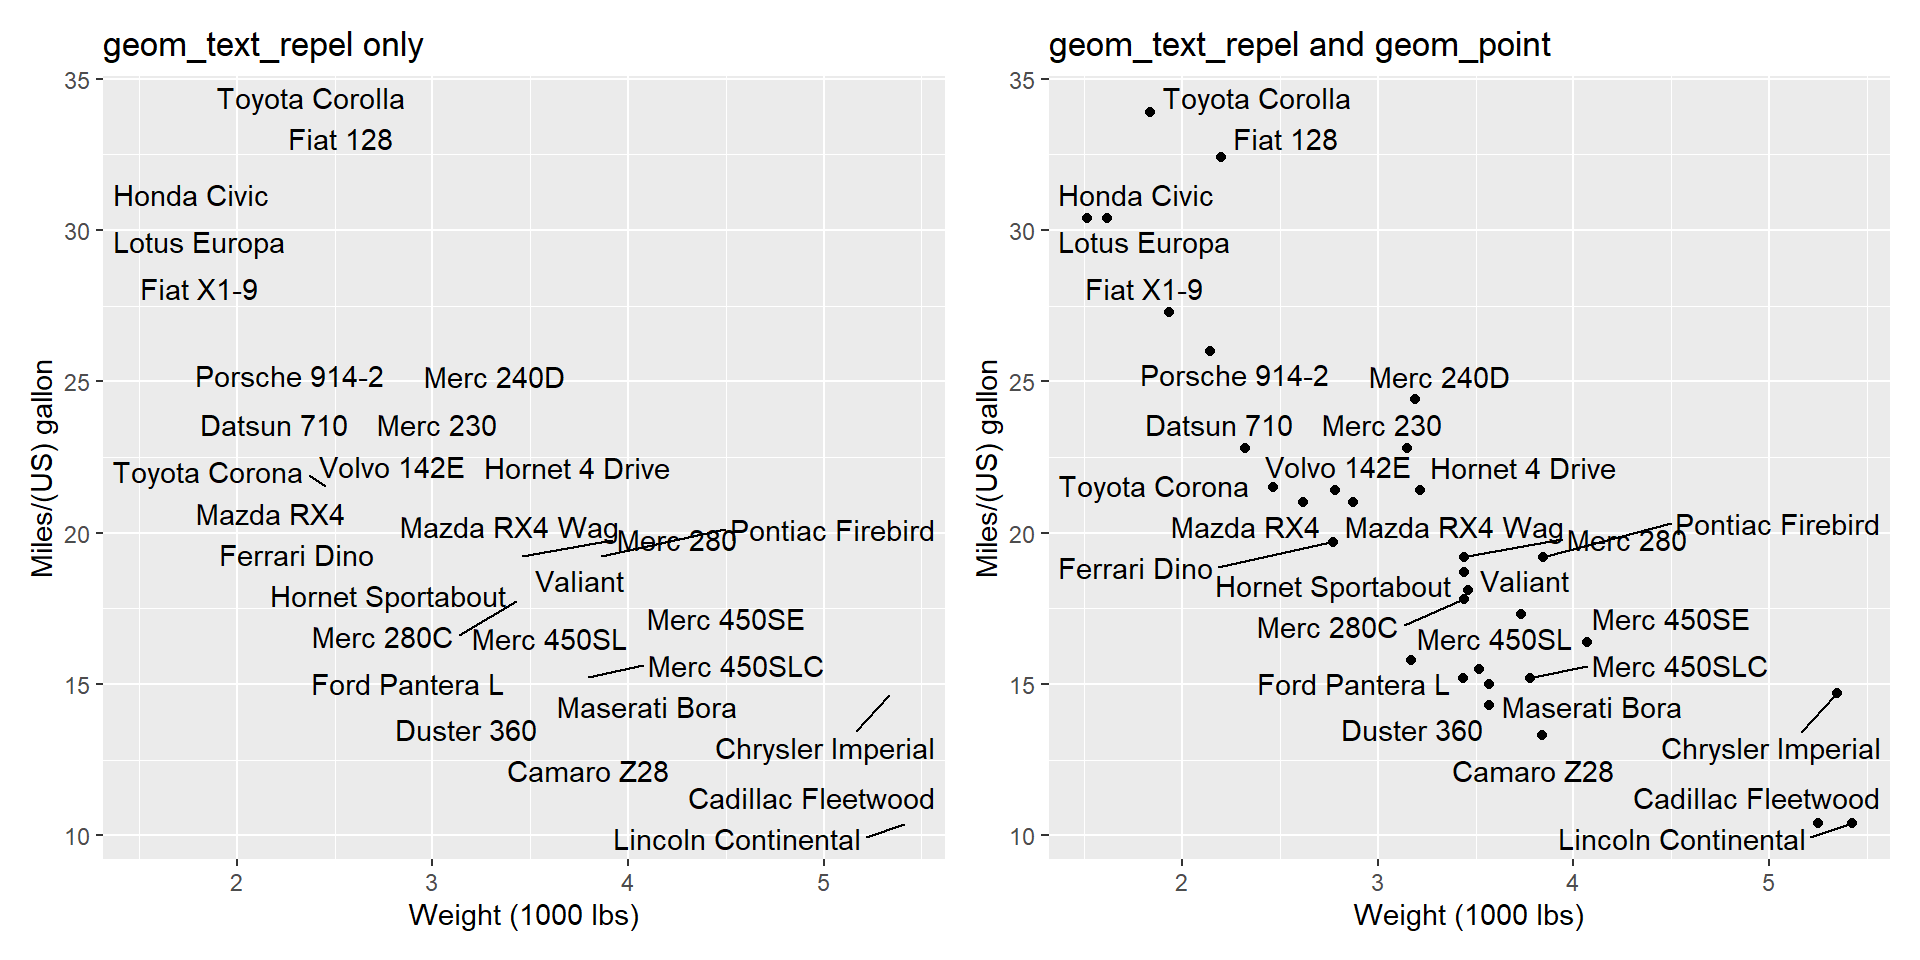 geom_text_repel only
35
30
25
20
15
10
Miles/(US) gallon
Toyota Corolla
Fiat 128
Honda Civic
Lotus Europa
Fiat X1-9
Porsche 914-2
Merc 240D
Datsun 710
Merc 230
Toyota Corona
Volvo 142E
Hornet 4 Drive
Mazda RX4
Mazda RX4 Wag
Merc 280
Pontiac Firebird
Ferrari Dino
Valiant
Hornet Sportabout
Merc 450SE
Merc 280C
Merc 450SL
Merc 450SLC
Ford Pantera L
Maserati Bora
Duster 360
Chrysler Imperial
Camaro Z28
Cadillac Fleetwood
Lincoln Continental
2
3
4
5
Weight (1000 lbs)
geom_text_repel and geom_point
35
30
25
20
15
10
Miles/(US) gallon
Toyota Corolla
Fiat 128
Honda Civic
Lotus Europa
Fiat X1-9
Porsche 914-2
Merc 240D
Datsun 710
Merc 230
Volvo 142E
Hornet 4 Drive
Toyota Corona
Mazda RX4
Mazda RX4 Wag
Merc 280
Pontiac Firebird
Ferrari Dino
Valiant
Hornet Sportabout
Merc 450SE
Merc 280C
Merc 450SL
Merc 450SLC
Ford Pantera L
Maserati Bora
Duster 360
Chrysler Imperial
Camaro Z28
Cadillac Fleetwood
Lincoln Continental
2
3
4
5
Weight (1000 lbs)